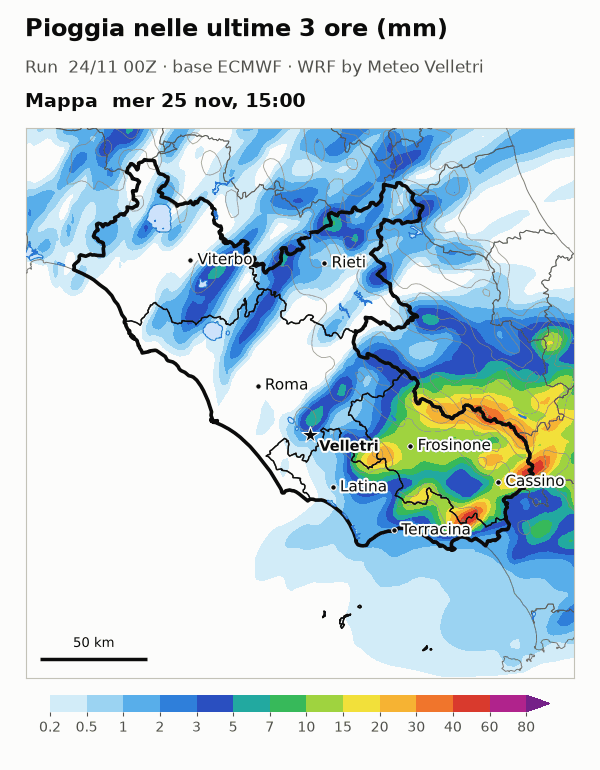 Pioggia nelle ultime 3 ore (mm)
Run  24/11 00Z · base ECMWF · WRF by Meteo Velletri
Mappa  mer 25 nov, 15:00
Viterbo
Rieti
Roma
Velletri
Frosinone
Latina
Cassino
Terracina
50 km
0.2 0.5 1 2 3 5 7 10 15 20 30 40 60 80